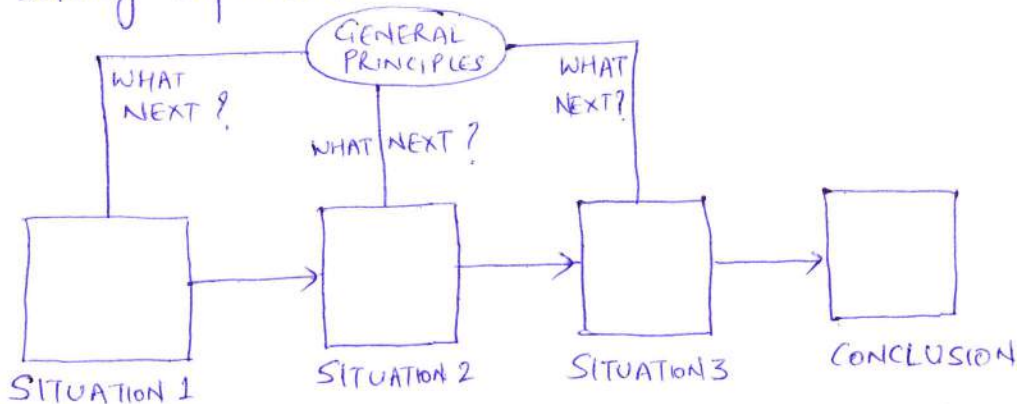 GENERAL
PRINCIPLES
WHAT
NEXT ?
WHAT NEXT ?
WHAT
NEXT?
SITUATION 1
SITUATION 2
SITUATION 3
CONCLUSION